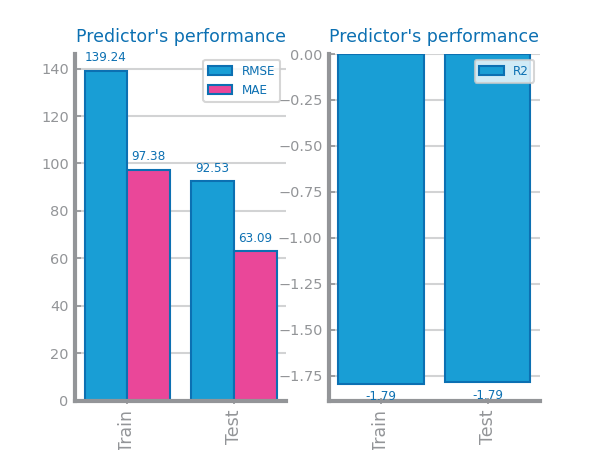 Predictor's performance
139.24
97.38
92.53
63.09
RMSE
MAE
140
120
100
80
60
40
20
0
Train
Test
Predictor's performance
R2
0.00
−0.25
−0.50
−0.75
−1.00
−1.25
−1.50
−1.75
-1.79
-1.79
Train
Test